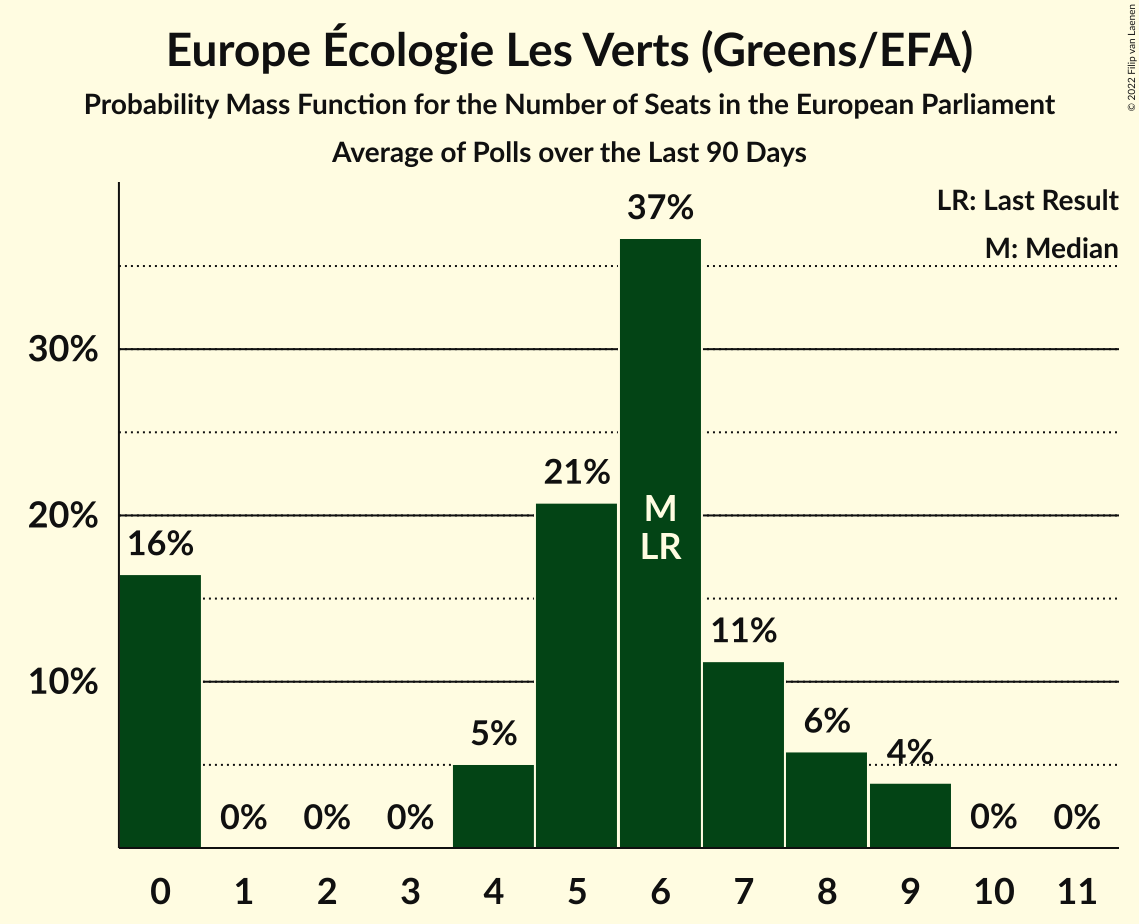 Europe Écologie Les Verts (Greens/EFA)
Probability Mass Function for the Number of Seats in the European Parliament
Average of Polls over the Last 90 Days
© 2022 Filip van Laenen
LR: Last Result
M: Median
37%
30%
21%
20%
M
LR
16%
11%
10%
6%
5%
4%
0%
0%
0%
0%
0%
0 1 2 3 4 5 6 7 8 9 10 11